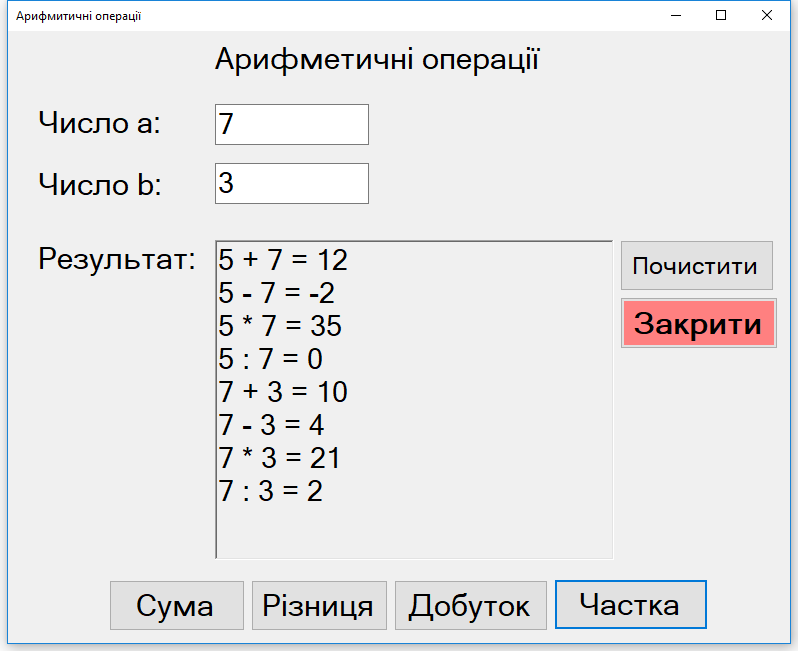 Арифмитичні операції
Арифметичні операції
Число a:
7
Число b:
3
Результат:
5 + 7 = 12
5 - 7 = -2
5 * 7 = 35
5 : 7 = 0
7 + 3 = 10
7 - 3 = 4
7 * 3 = 21
7 : 3 = 2
Почистити
Закрити
Сума
Різниця
Добуток
Частка